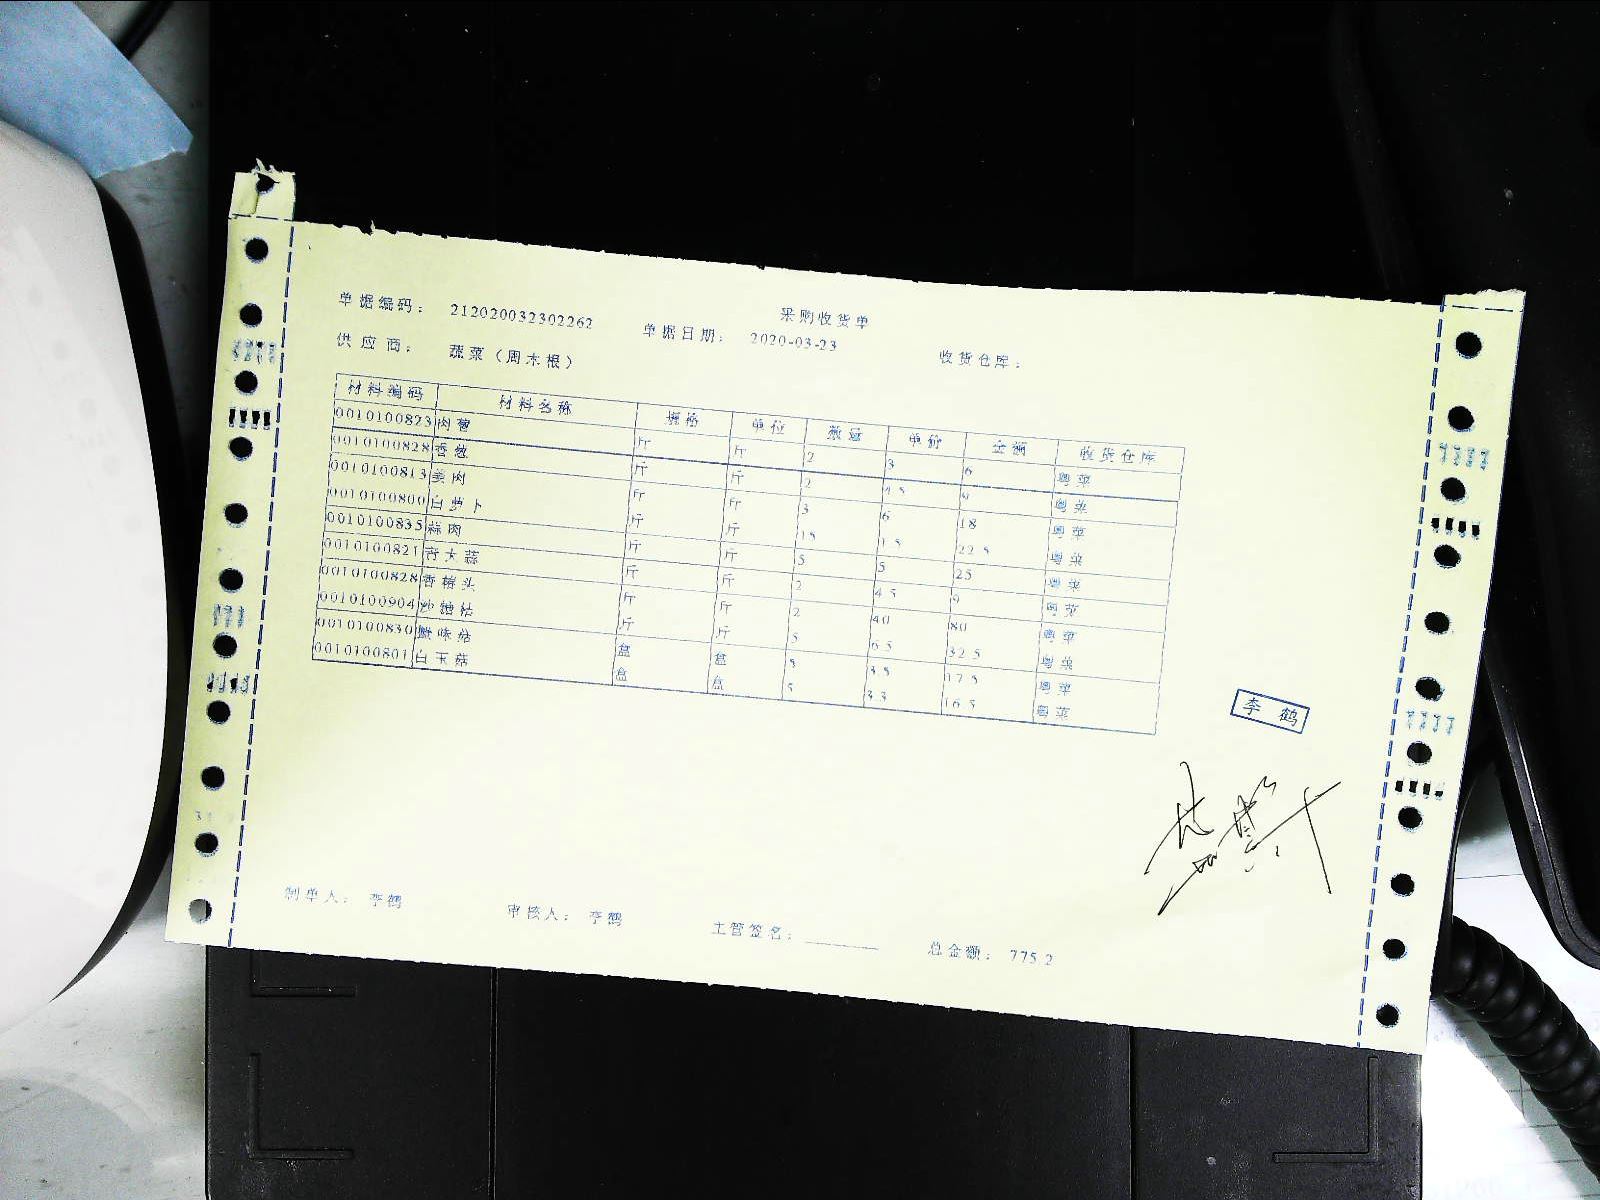 采购收货单
单据编码： 212020032302262 单据日期： 2020-03-23 收货仓库：
供应商： 蔬菜（周木根）
材料编码 材料名称 规格 单位 数量 单价 金额 收货仓库
0010100823 肉葱 斤 斤 2 3 6 粤菜
0010100828 香葱 斤 斤 2 4.5 9 粤菜
0010100813 姜肉 斤 斤 3 6 18 粤菜
0010100800 白萝卜 斤 斤 15 1.5 22.5 粤菜
0010100835 蒜肉 斤 斤 5 5 25 粤菜
0010100821 青大蒜 斤 斤 2 4.5 9 粤菜
0010100828 香椿头 斤 斤 2 40 80 粤菜
0010100904 沙糖桔 斤 斤 5 6.5 32.5 粤菜
0010100830 蟹味菇 盒 盒 5 3.5 17.5 粤菜
0010100801 白玉菇 盒 盒 5 3.3 16.5 粤菜
李鹤
制单人： 李鹤 审核人： 李鹤 主管签名： 总金额： 775.2